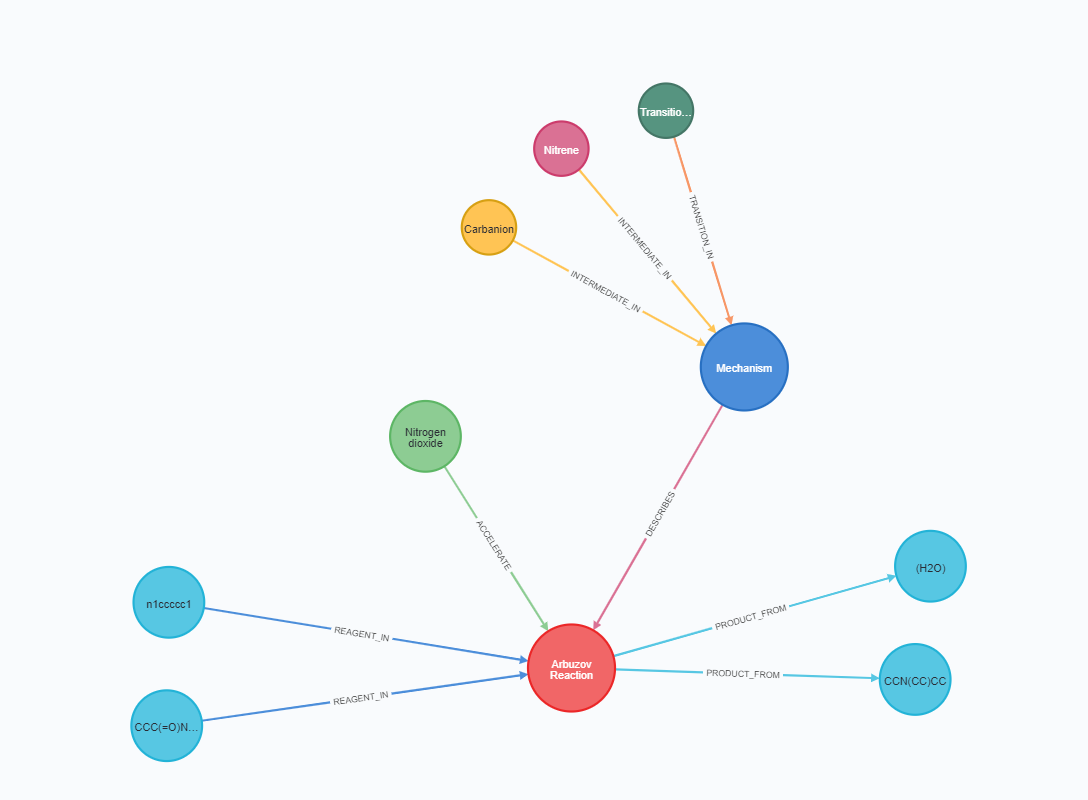 Transitio...
Nitrene
TRANSITION_IN
Carbanion
INTERMEDIATE_IN
INTERMEDIATE_IN
Mechanism
Nitrogen
dioxide
DESCRIBES
ACCELERATE
(H2O)
n1ccccc1
PRODUCT_FROM
REAGENT_IN
Arbuzov
Reaction
PRODUCT_FROM
CCN(CC)CC
REAGENT_IN
CCC(=O)N...